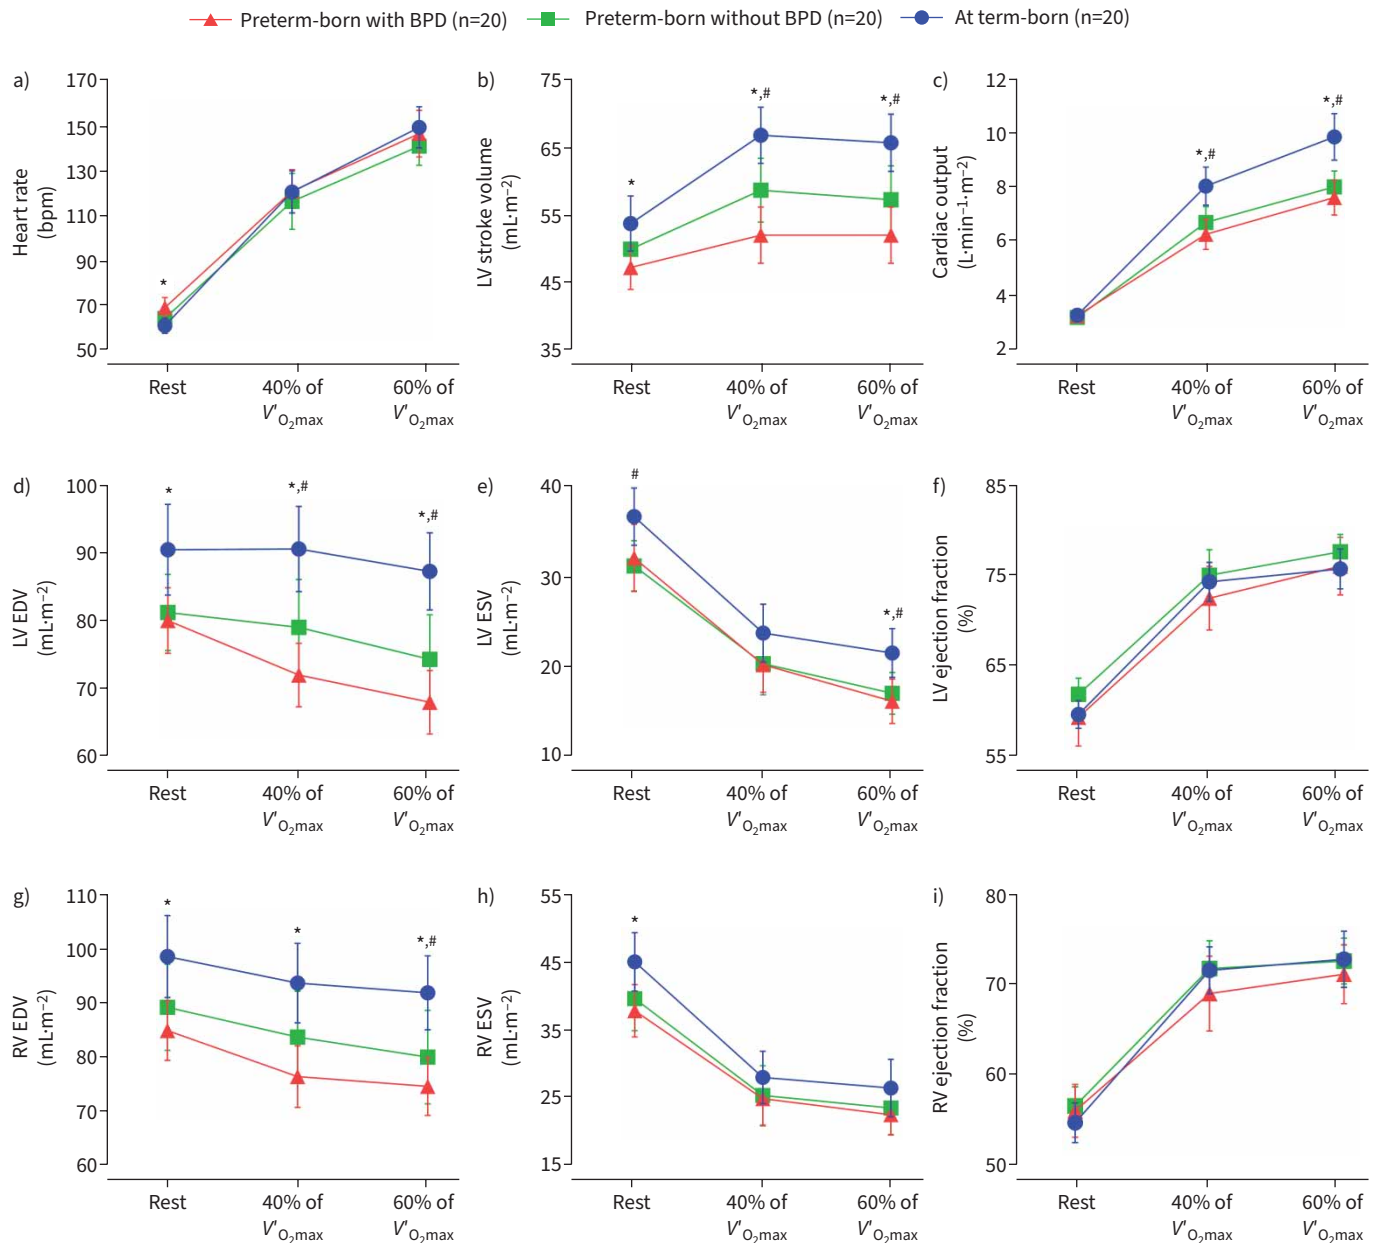 Preterm-born with BPD (n=20) Preterm-born without BPD (n=20) At term-born (n=20)
a) b) c)
170 150 130 110 90 70 50
Heart rate
(bpm)
*
Rest 40% of 60% of
V′O2max V′O2max
75 65 55 45 35
LV stroke volume
(mL·m−2)
* *,# *,#
Rest 40% of 60% of
V′O2max V′O2max
12 10 8 6 4 2
Cardiac output
(L·min−1·m−2)
*,# *,#
Rest 40% of 60% of
V′O2max V′O2max
d) e) f)
100 90 80 70 60
LV EDV
(mL·m−2)
* *,# *,#
Rest 40% of 60% of
V′O2max V′O2max
40 30 20 10
LV ESV
(mL·m−2)
# *,#
Rest 40% of 60% of
V′O2max V′O2max
85 75 65 55
LV ejection fraction
(%)
Rest 40% of 60% of
V′O2max V′O2max
g) h) i)
110 100 90 80 70 60
RV EDV
(mL·m−2)
* * *,#
Rest 40% of 60% of
V′O2max V′O2max
55 45 35 25 15
RV ESV
(mL·m−2)
*
Rest 40% of 60% of
V′O2max V′O2max
80 70 60 50
RV ejection fraction
(%)
Rest 40% of 60% of
V′O2max V′O2max